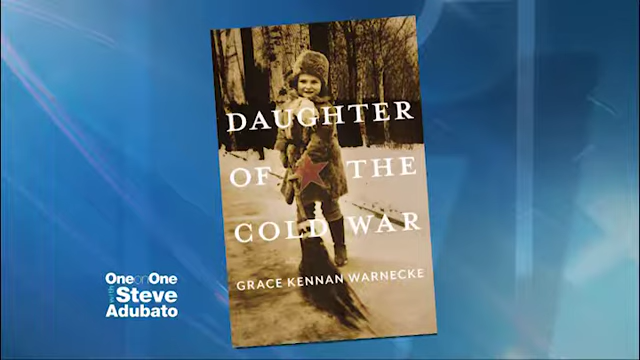 DAUGHTER
OF THE
COLD WAR
GRACE KENNAN WARNECKE
One on One
with
Steve
Adubato